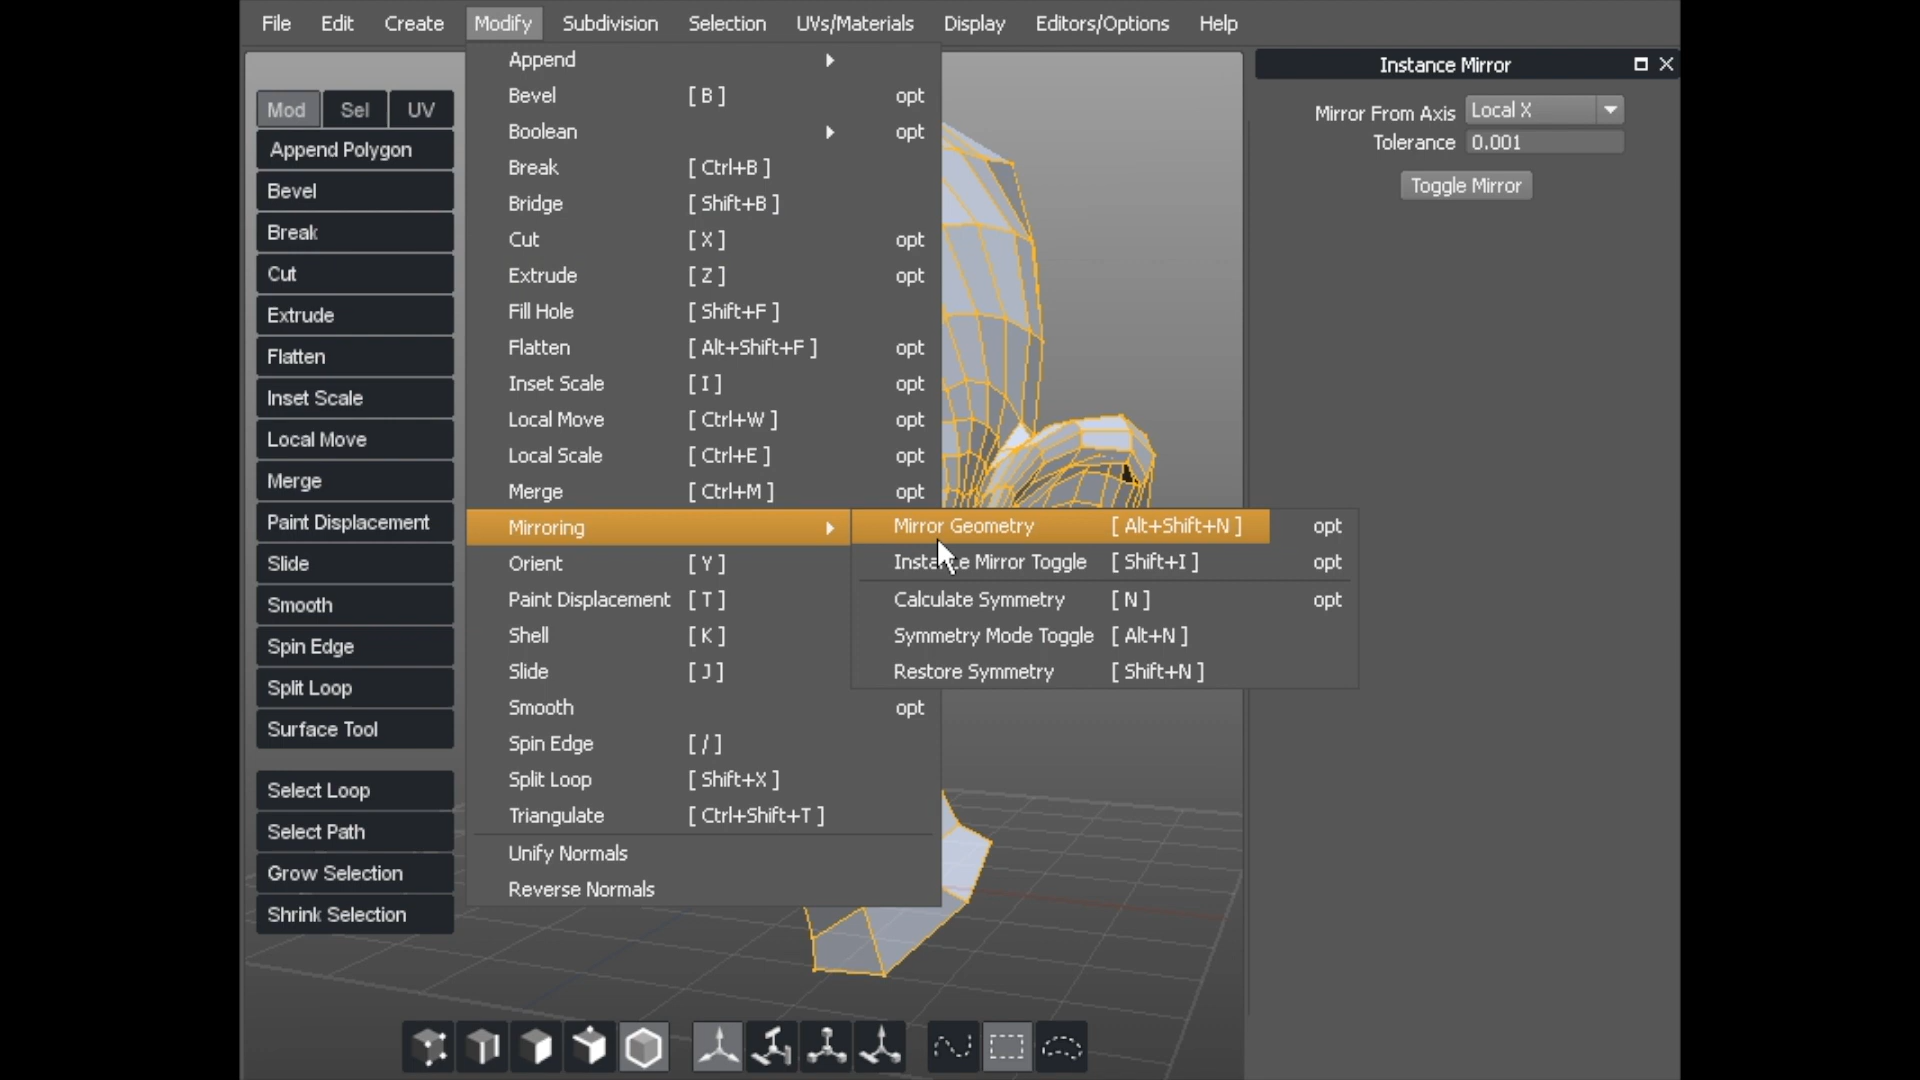 File Edit Create Modify Subdivision Selection UVs/Materials Display Editors/Options Help
Mod Sel UV
Append Polygon
Bevel
Break
Cut
Extrude
Flatten
Inset Scale
Local Move
Merge
Paint Displacement
Slide
Smooth
Spin Edge
Split Loop
Surface Tool
Select Loop
Select Path
Grow Selection
Shrink Selection
Append
Bevel [ B ] opt
Boolean opt
Break [ Ctrl+B ]
Bridge [ Shift+B ]
Cut [ X ] opt
Extrude [ Z ] opt
Fill Hole [ Shift+F ]
Flatten [ Alt+Shift+F ] opt
Inset Scale [ I ] opt
Local Move [ Ctrl+W ] opt
Local Scale [ Ctrl+E ] opt
Merge [ Ctrl+M ] opt
Mirroring
Orient [ Y ]
Paint Displacement [ T ]
Shell [ K ]
Slide [ J ]
Smooth opt
Spin Edge [ / ]
Split Loop [ Shift+X ]
Triangulate [ Ctrl+Shift+T ]
Unify Normals
Reverse Normals
Mirror Geometry [ Alt+Shift+N ] opt
Instance Mirror Toggle [ Shift+I ] opt
Calculate Symmetry [ N ] opt
Symmetry Mode Toggle [ Alt+N ]
Restore Symmetry [ Shift+N ]
Instance Mirror
Mirror From Axis Local X
Tolerance 0.001
Toggle Mirror